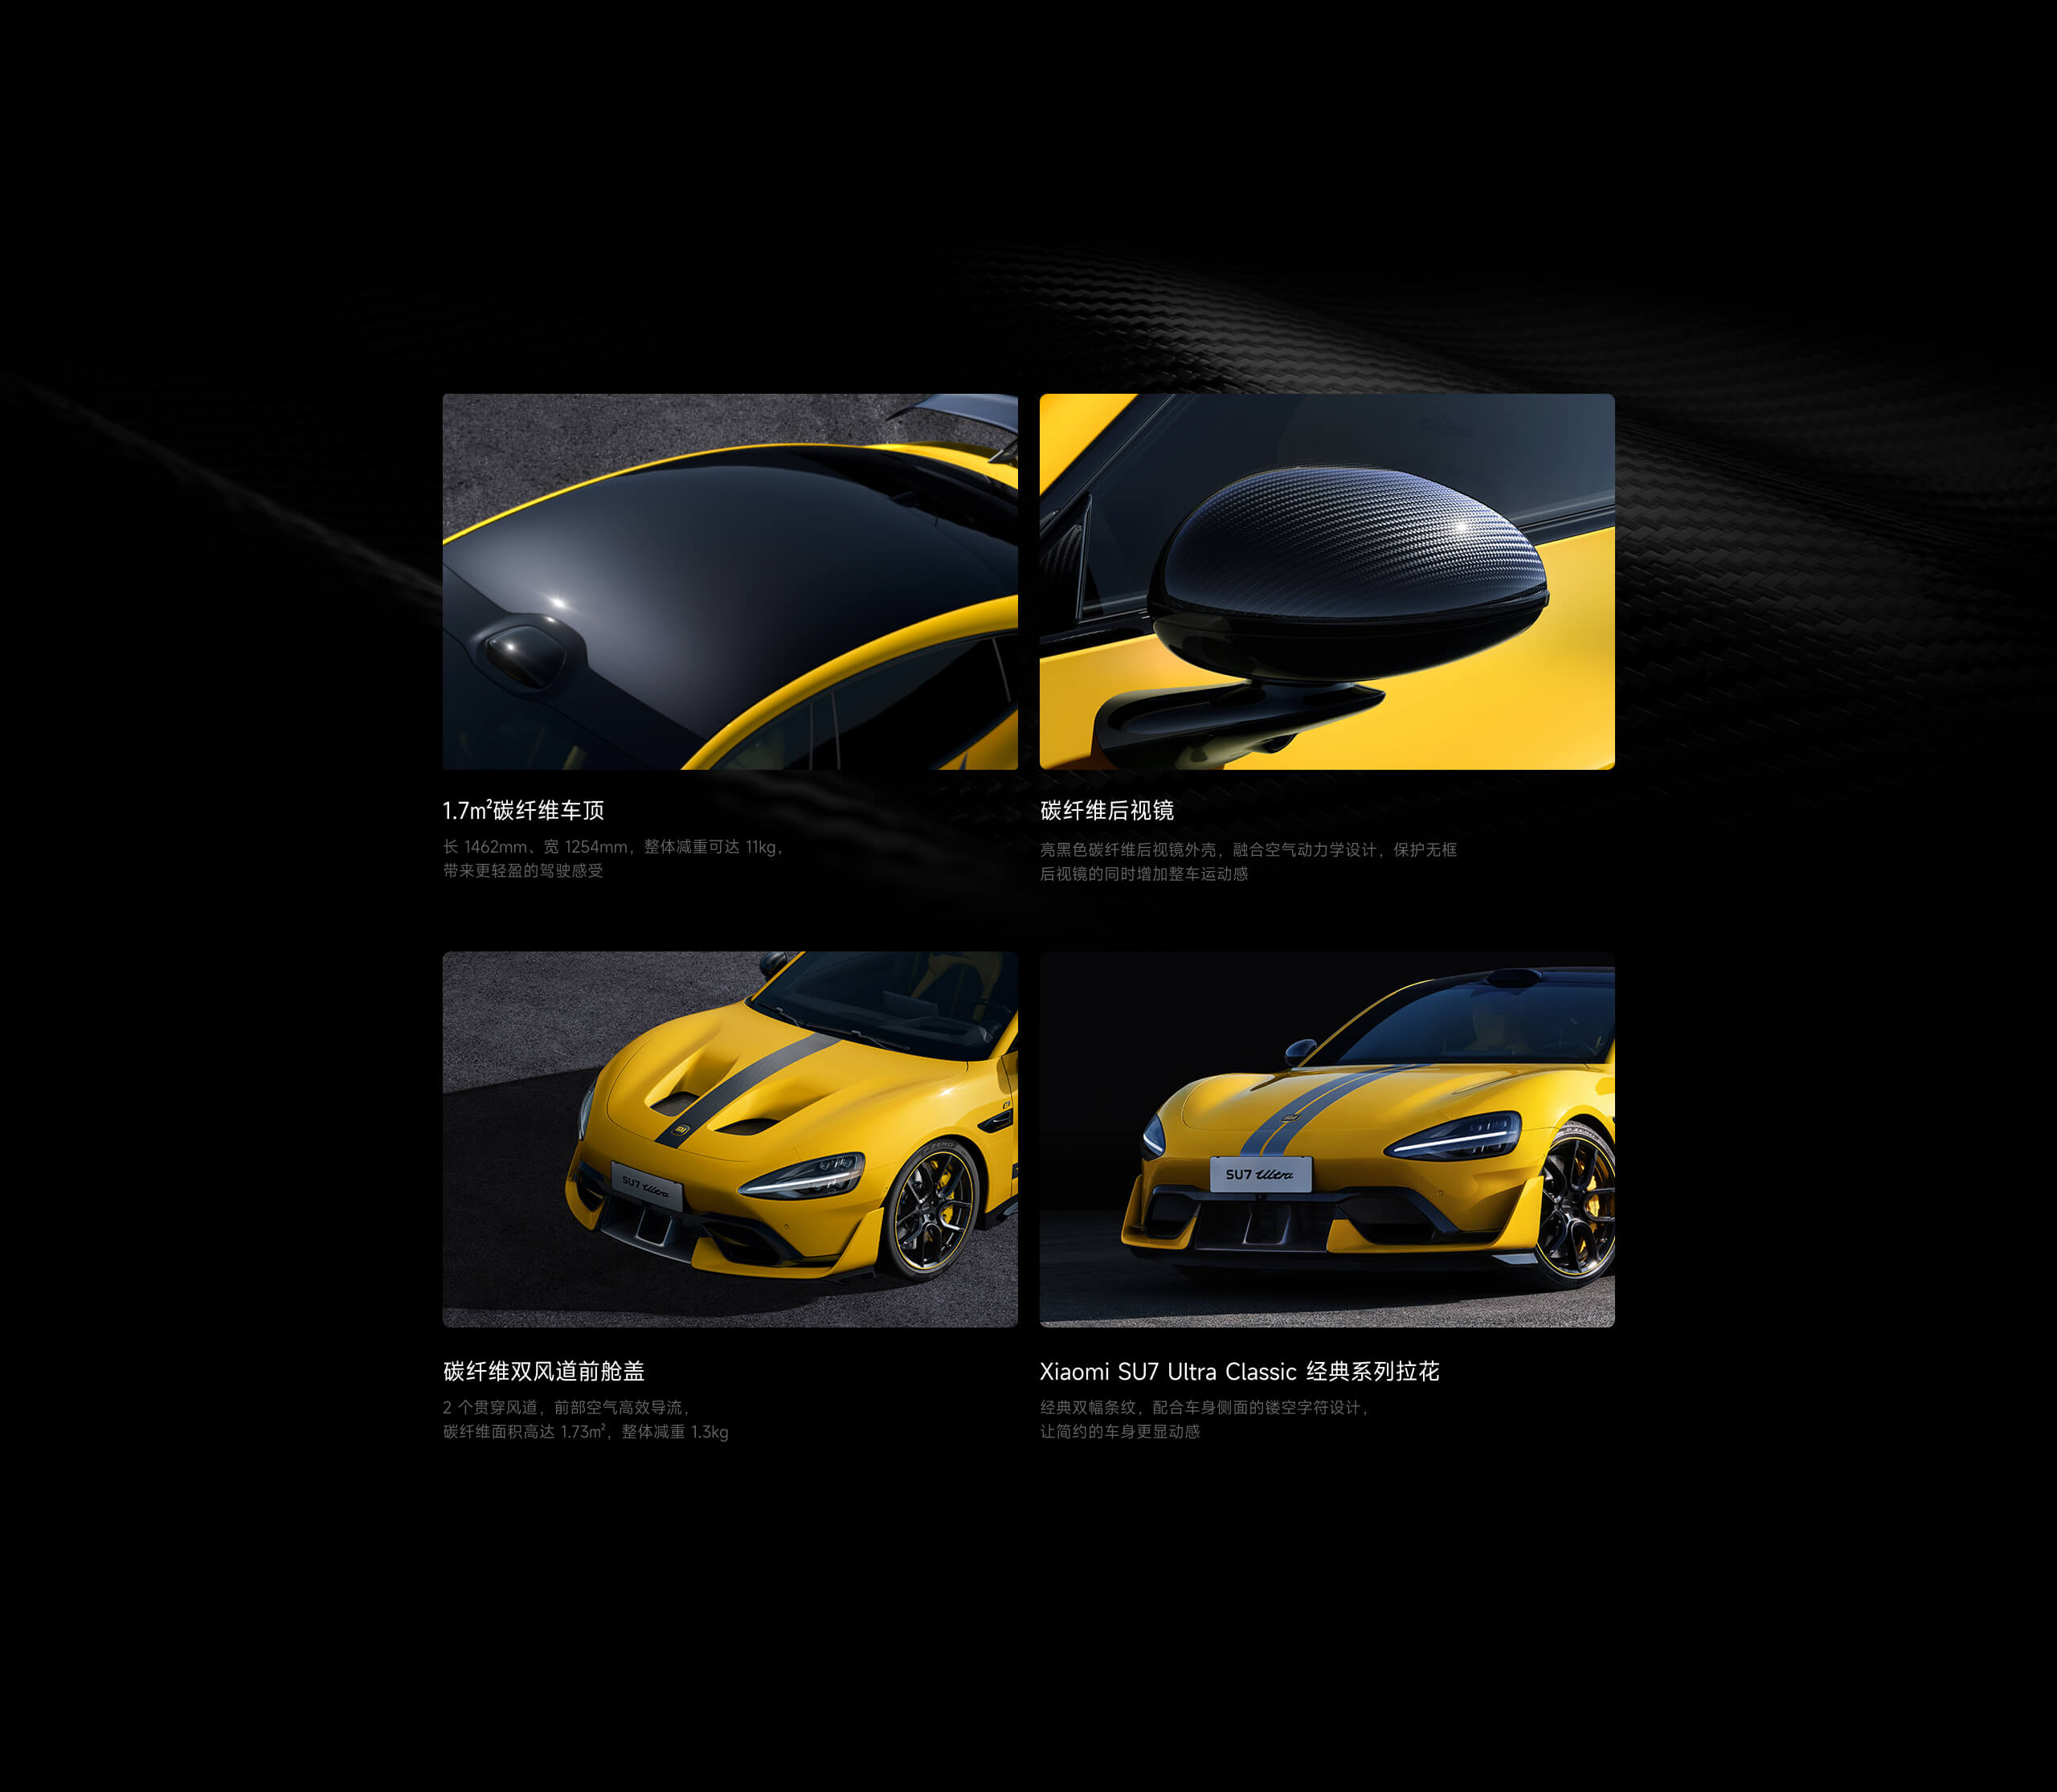 1.7m²碳纤维车顶
长 1462mm、宽 1254mm，整体减重可达 11kg，
带来更轻盈的驾驶感受
碳纤维后视镜
亮黑色碳纤维后视镜外壳，融合空气动力学设计，保护无框
后视镜的同时增加整车运动感
SU7 Ultra
碳纤维双风道前舱盖
2 个贯穿风道，前部空气高效导流，
碳纤维面积高达 1.73m²，整体减重 1.3kg
SU7 Ultra
Xiaomi SU7 Ultra Classic 经典系列拉花
经典双幅条纹，配合车身侧面的镂空字符设计，
让简约的车身更显动感